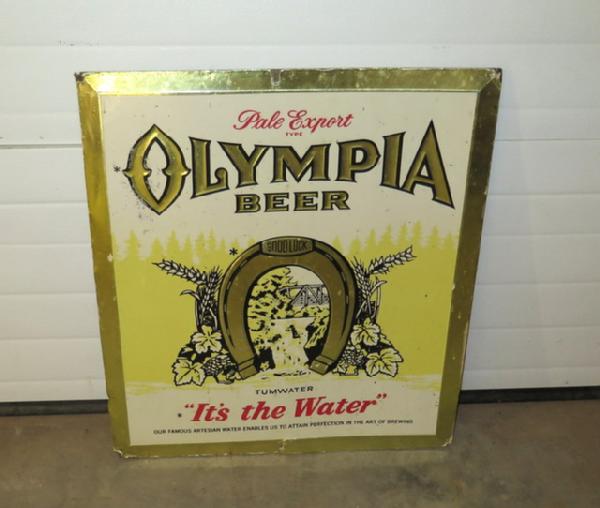 Pale Export
TYPE
OLYMPIA
BEER
GOOD LUCK
TUMWATER
"It's the Water"
OUR FAMOUS ARTESIAN WATER ENABLES US TO ATTAIN PERFECTION IN THE ART OF BREWING